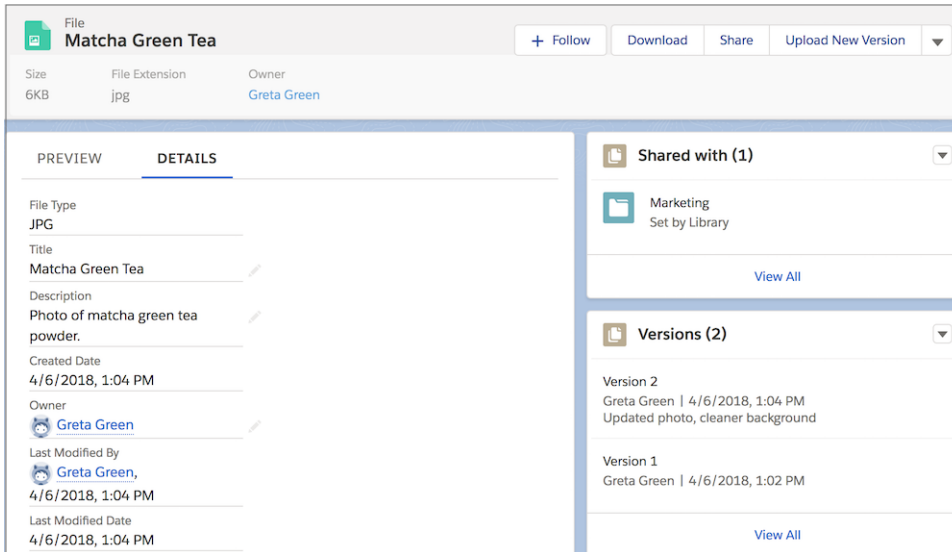 File
Matcha Green Tea
+ Follow
Download
Share
Upload New Version
Size
File Extension
Owner
6KB
jpg
Greta Green
PREVIEW
DETAILS
File Type
JPG
Title
Matcha Green Tea
Description
Photo of matcha green tea
powder.
Created Date
4/6/2018, 1:04 PM
Owner
Greta Green
Last Modified By
Greta Green,
4/6/2018, 1:04 PM
Last Modified Date
4/6/2018, 1:04 PM
Shared with (1)
Marketing
Set by Library
View All
Versions (2)
Version 2
Greta Green | 4/6/2018, 1:04 PM
Updated photo, cleaner background
Version 1
Greta Green | 4/6/2018, 1:02 PM
View All